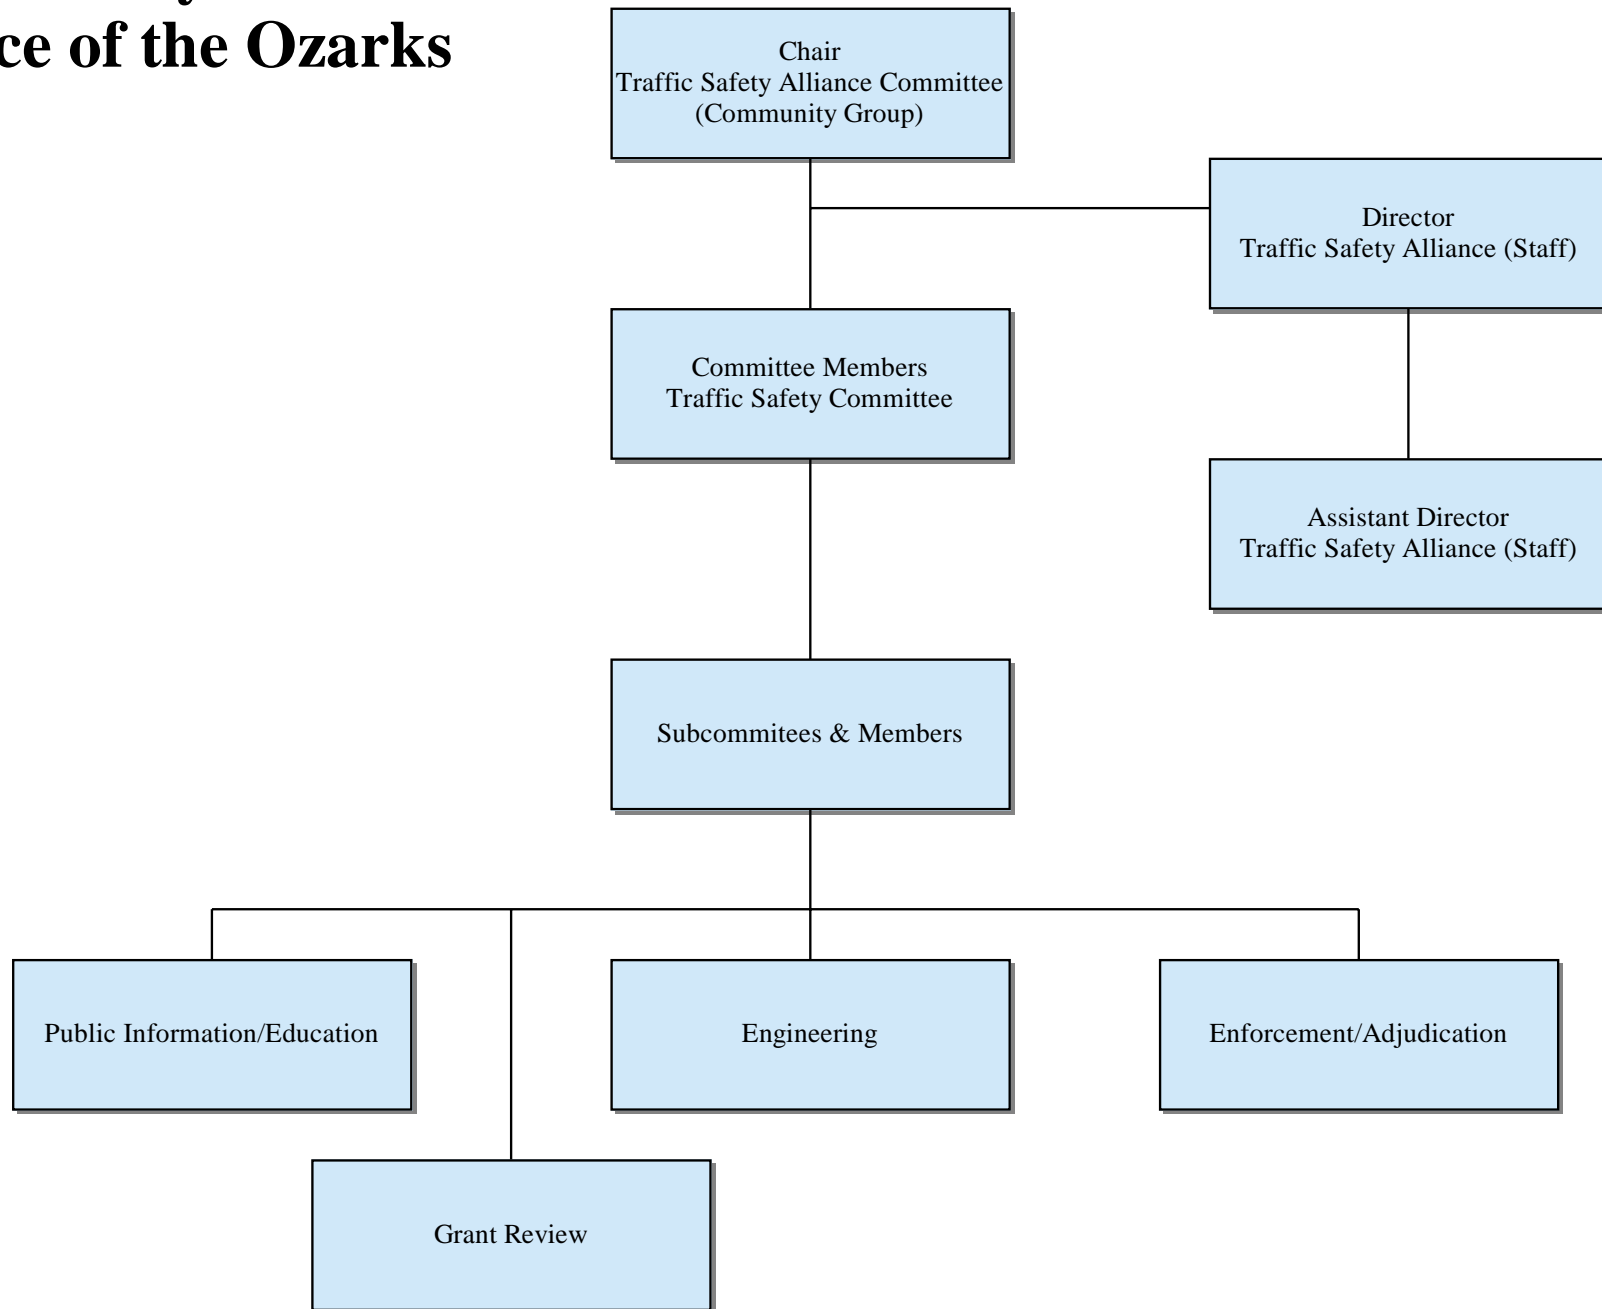 ce of the Ozarks
Chair
Traffic Safety Alliance Committee
(Community Group)
Director
Traffic Safety Alliance (Staff)
Committee Members
Traffic Safety Committee
Assistant Director
Traffic Safety Alliance (Staff)
Subcommitees & Members
Public Information/Education
Engineering
Enforcement/Adjudication
Grant Review